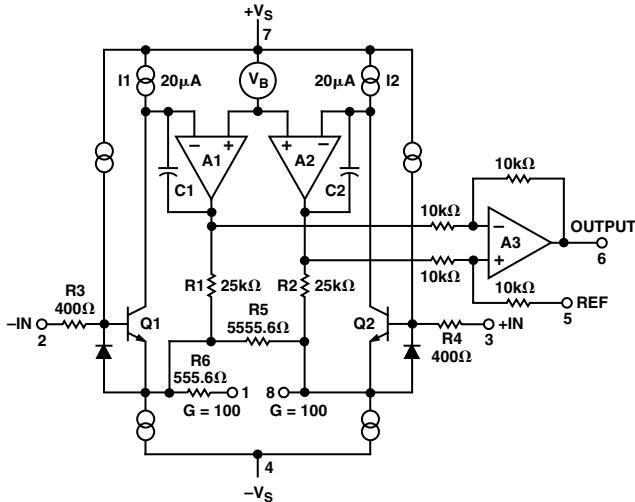 +VS
7
I1
20μA
VB
20μA
I2
−
+
A1
+
−
A2
C1
C2
10kΩ
10kΩ
−
+
A3
OUTPUT
6
10kΩ
10kΩ
REF
5
R1
25kΩ
R2
25kΩ
R3
400Ω
−IN
2
Q1
R5
5555.6Ω
Q2
+IN
3
R4
400Ω
R6
555.6Ω
1
G = 100
8
G = 100
4
−VS